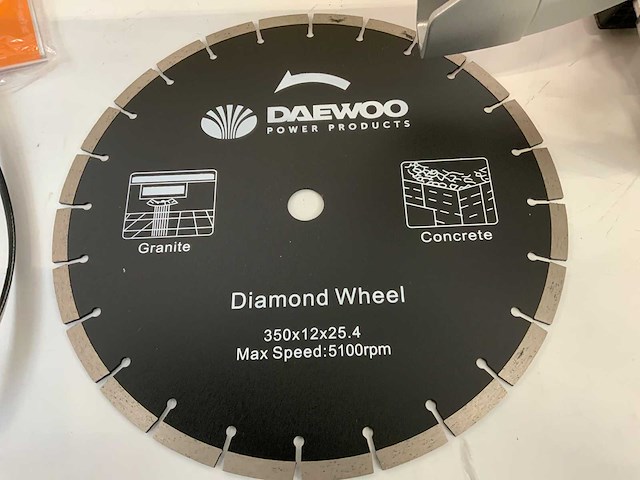 DAEWOO
POWER PRODUCTS
Granite
Concrete
Diamond Wheel
350x12x25.4
Max Speed:5100rpm